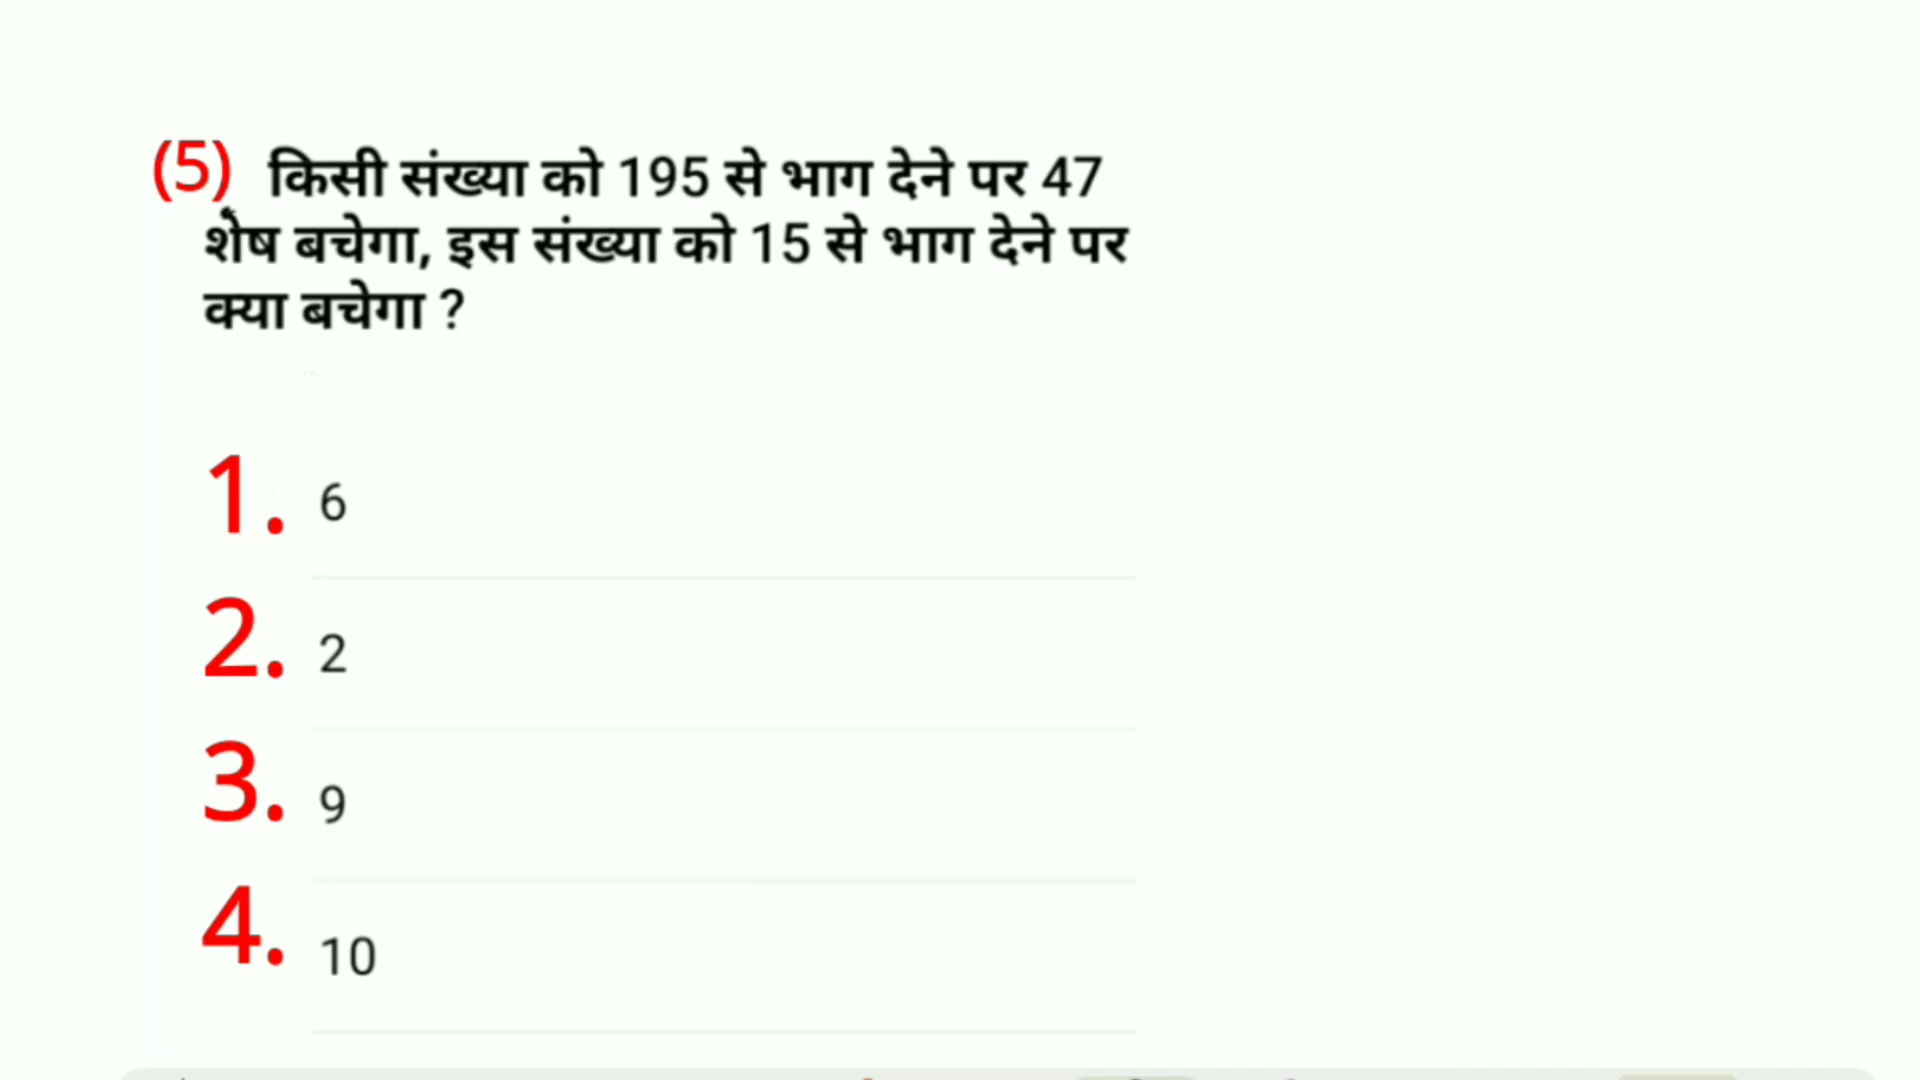 (5) किसी संख्या को 195 से भाग देने पर 47
शेष बचेगा, इस संख्या को 15 से भाग देने पर
क्या बचेगा ?
1. 6
2. 2
3. 9
4. 10